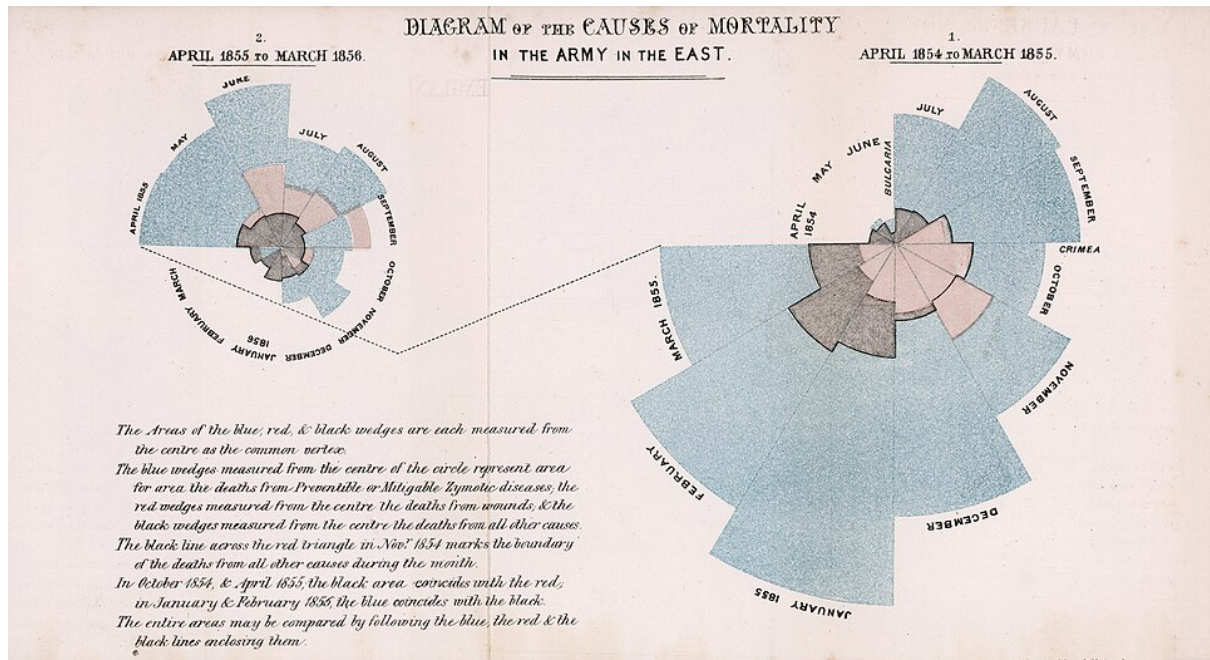 DIAGRAM OF THE CAUSES OF MORTALITY
IN THE ARMY IN THE EAST.
2.
APRIL 1855 TO MARCH 1856.
1.
APRIL 1854 TO MARCH 1855.
APRIL 1855
MAY
JUNE
JULY
AUGUST
SEPTEMBER
OCTOBER
NOVEMBER
DECEMBER
JANUARY
1856
FEBRUARY
MARCH
APRIL
1854
MAY
JUNE
BULGARIA
JULY
AUGUST
SEPTEMBER
CRIMEA
OCTOBER
NOVEMBER
DECEMBER
JANUARY 1855
FEBRUARY
MARCH 1855.
The Areas of the blue, red, & black wedges are each measured from
the centre as the common vertex.
The blue wedges measured from the centre of the circle represent area
for area the deaths from Preventible or Mitigable Zymotic diseases, the
red wedges measured from the centre the deaths from wounds, & the
black wedges measured from the centre the deaths from all other causes.
The black line across the red triangle in Novr. 1854 marks the boundary
of the deaths from all other causes during the month.
In October 1854, & April 1855, the black area coincides with the red,
in January & February 1856, the blue coincides with the black.
The entire areas may be compared by following the blue, the red & the
black lines enclosing them.